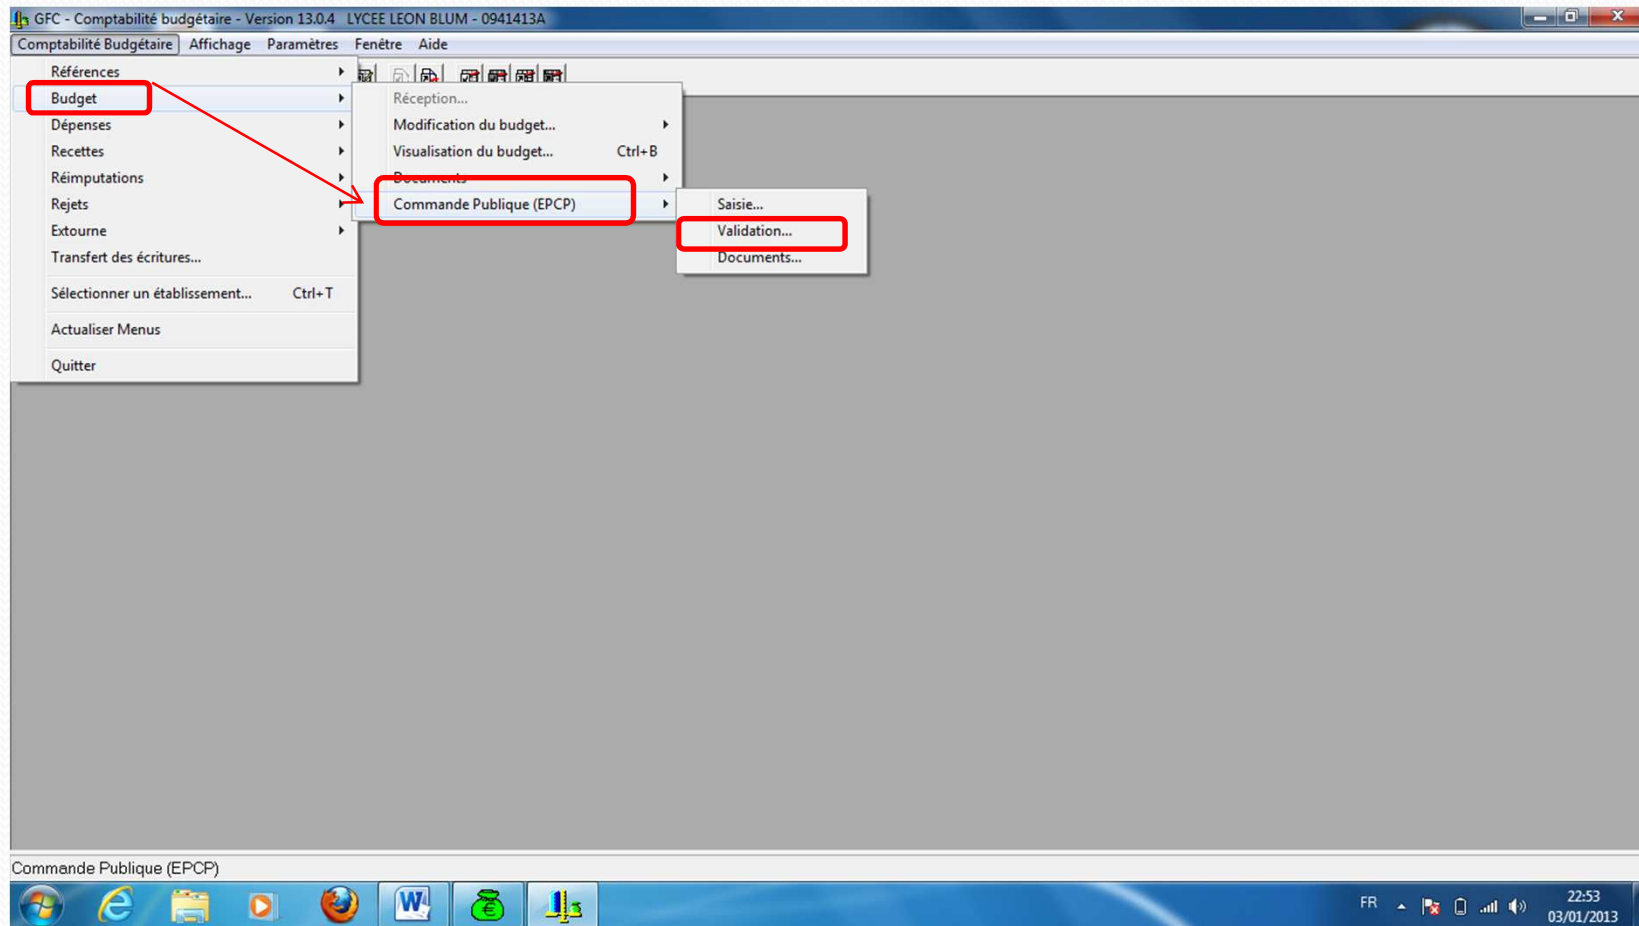 GFC - Comptabilité budgétaire - Version 13.0.4 LYCEE LEON BLUM - 0941413A
Comptabilité Budgétaire Affichage Paramètres Fenêtre Aide
Références
Budget
Dépenses
Recettes
Réimputations
Rejets
Extourne
Transfert des écritures...
Sélectionner un établissement... Ctrl+T
Actualiser Menus
Quitter
Réception...
Modification du budget...
Visualisation du budget... Ctrl+B
Documents
Commande Publique (EPCP)
Saisie...
Validation...
Documents...
Commande Publique (EPCP)
FR
22:53
03/01/2013